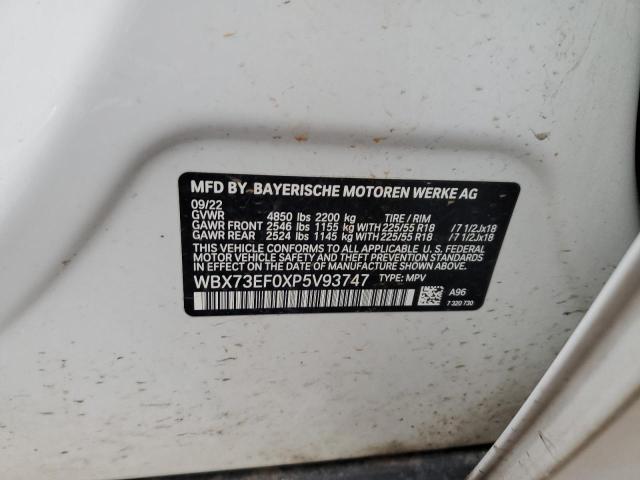 MFD BY BAYERISCHE MOTOREN WERKE AG
09/22
GVWR 4850 lbs 2200 kg TIRE / RIM
GAWR FRONT 2546 lbs 1155 kg WITH 225/55 R18 /7 1/2Jx18
GAWR REAR 2524 lbs 1145 kg WITH 225/55 R18 /7 1/2Jx18
THIS VEHICLE CONFORMS TO ALL APPLICABLE U. S. FEDERAL
MOTOR VEHICLE SAFETY, BUMPER, AND THEFT PREVENTION
STANDARDS IN EFFECT ON THE DATE OF MANUFACTURE SHOWN ABOVE.
WBX73EF0XP5V93747 TYPE: MPV
A96
7 320 730